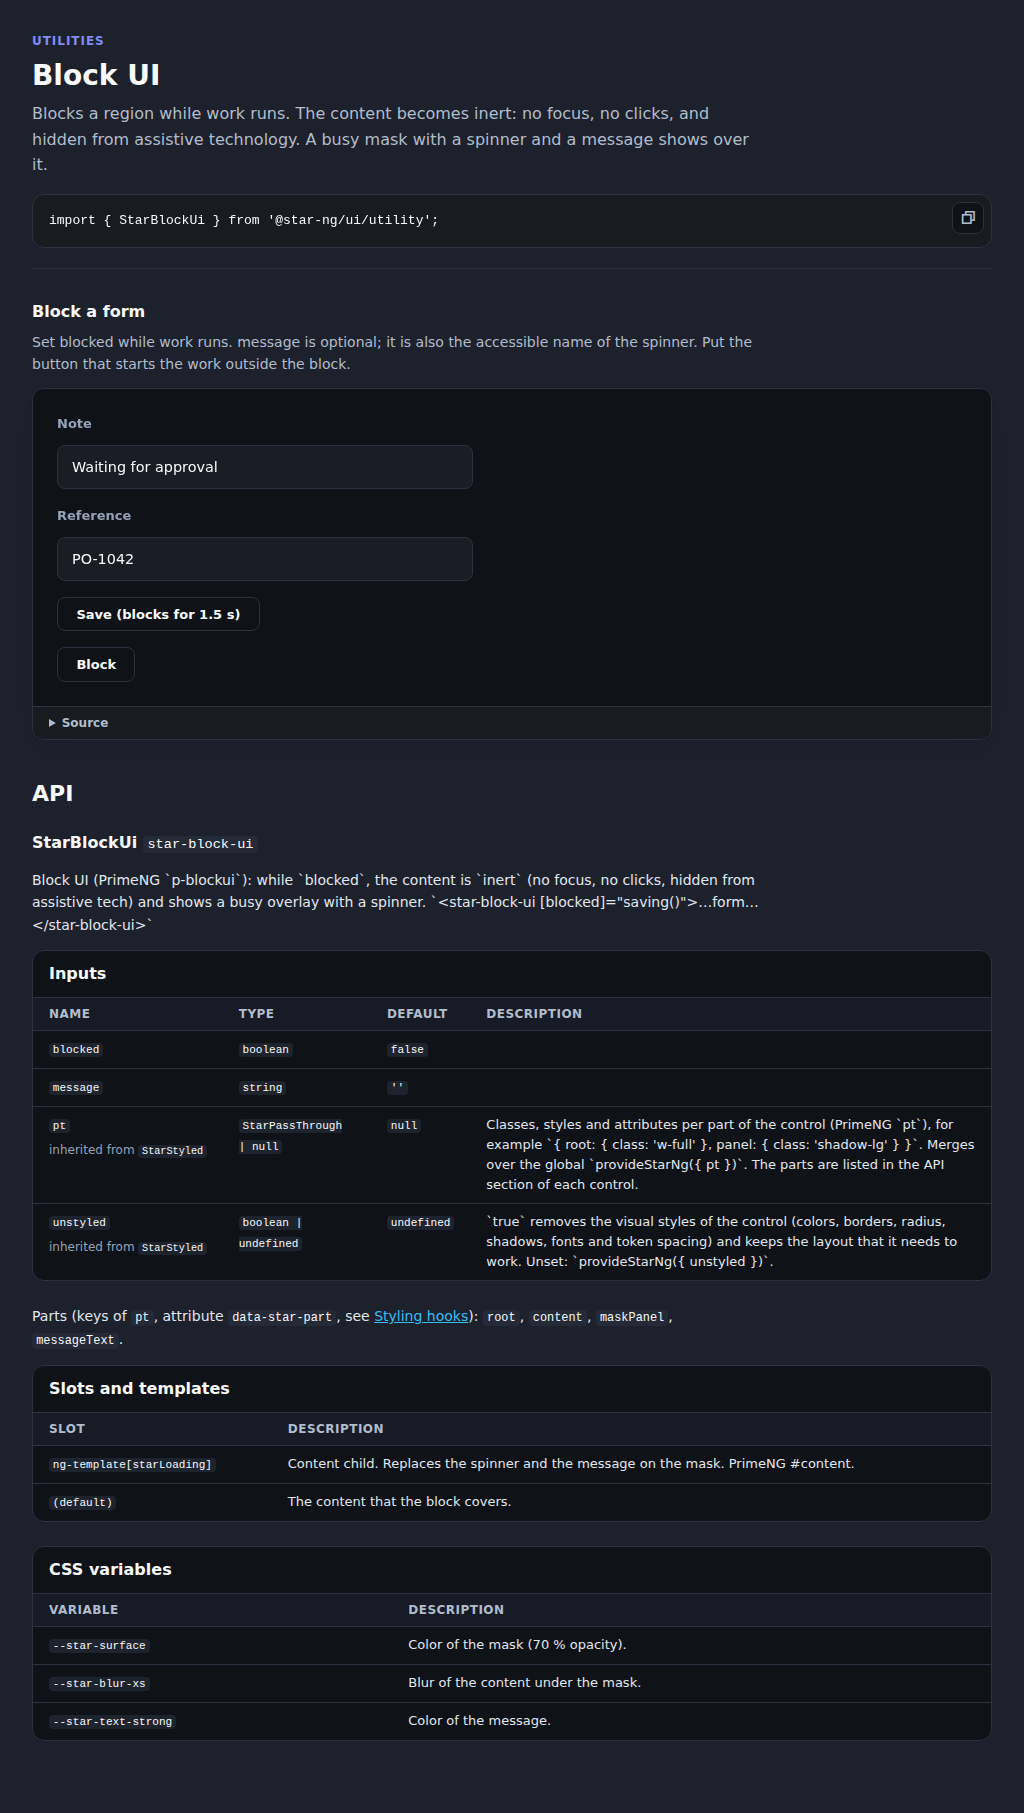 UTILITIES
Block UI
Blocks a region while work runs. The content becomes inert: no focus, no clicks, and
hidden from assistive technology. A busy mask with a spinner and a message shows over
it.
import { StarBlockUi } from '@star-ng/ui/utility';
Block a form
Set blocked while work runs. message is optional; it is also the accessible name of the spinner. Put the
button that starts the work outside the block.
Note
Waiting for approval
Reference
PO-1042
Save (blocks for 1.5 s)
Block
Source
API
StarBlockUi star-block-ui
Block UI (PrimeNG `p-blockui`): while `blocked`, the content is `inert` (no focus, no clicks, hidden from
assistive tech) and shows a busy overlay with a spinner. `<star-block-ui [blocked]="saving()">…form…
</star-block-ui>`
Inputs
NAME TYPE DEFAULT DESCRIPTION
blocked boolean false
message string ''
pt StarPassThrough null Classes, styles and attributes per part of the control (PrimeNG `pt`), for
inherited from StarStyled | null example `{ root: { class: 'w-full' }, panel: { class: 'shadow-lg' } }`. Merges
over the global `provideStarNg({ pt })`. The parts are listed in the API
section of each control.
unstyled boolean | undefined `true` removes the visual styles of the control (colors, borders, radius,
inherited from StarStyled undefined shadows, fonts and token spacing) and keeps the layout that it needs to
work. Unset: `provideStarNg({ unstyled })`.
Parts (keys of pt, attribute data-star-part, see Styling hooks): root, content, maskPanel,
messageText.
Slots and templates
SLOT DESCRIPTION
ng-template[starLoading] Content child. Replaces the spinner and the message on the mask. PrimeNG #content.
(default) The content that the block covers.
CSS variables
VARIABLE DESCRIPTION
--star-surface Color of the mask (70 % opacity).
--star-blur-xs Blur of the content under the mask.
--star-text-strong Color of the message.